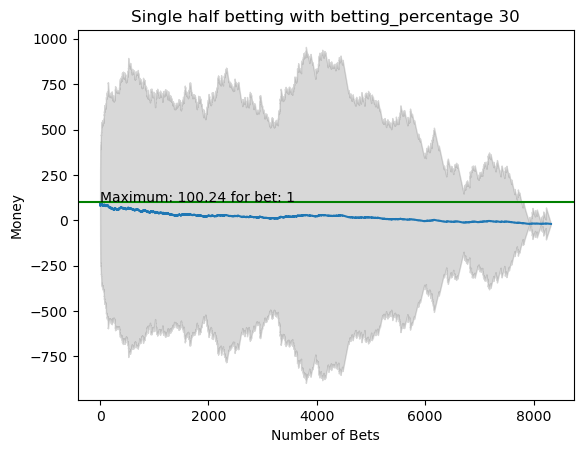 Single half betting with betting_percentage 30
1000
750
500
250
0
−250
−500
−750
Money
Maximum: 100.24 for bet: 1
0 2000 4000 6000 8000
Number of Bets